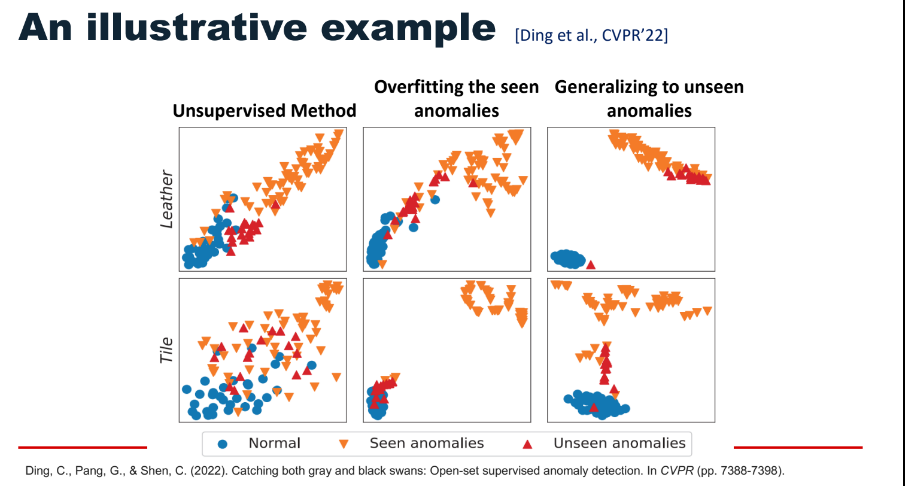 An illustrative example [Ding et al., CVPR'22]
Unsupervised Method
Overfitting the seen
anomalies
Generalizing to unseen
anomalies
Leather
Tile
Normal
Seen anomalies
Unseen anomalies
Ding, C., Pang, G., & Shen, C. (2022). Catching both gray and black swans: Open-set supervised anomaly detection. In CVPR (pp. 7388-7398).